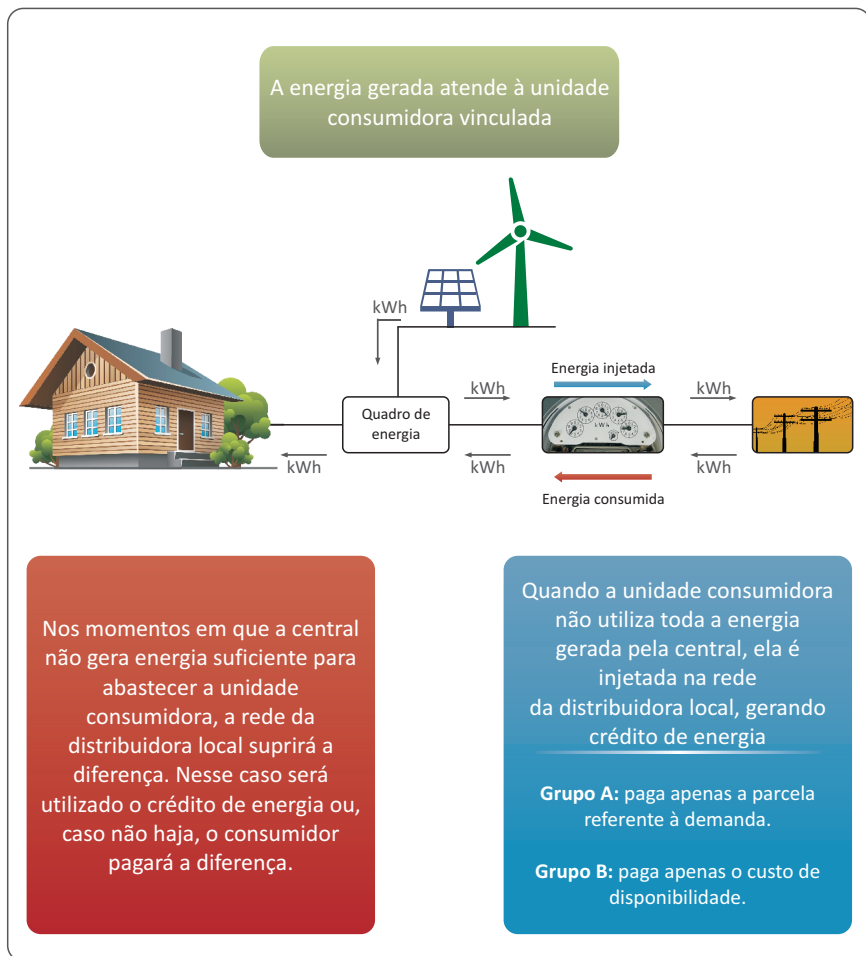 A energia gerada atende à unidade
consumidora vinculada
kWh
Energia injetada
kWh
kWh
Quadro de
energia
kWh
kWh
kWh
kWh
Energia consumida
Nos momentos em que a central
não gera energia suficiente para
abastecer a unidade
consumidora, a rede da
distribuidora local suprirá a
diferença. Nesse caso será
utilizado o crédito de energia ou,
caso não haja, o consumidor
pagará a diferença.
Quando a unidade consumidora
não utiliza toda a energia
gerada pela central, ela é
injetada na rede
da distribuidora local, gerando
crédito de energia
Grupo A: paga apenas a parcela
referente à demanda.
Grupo B: paga apenas o custo de
disponibilidade.